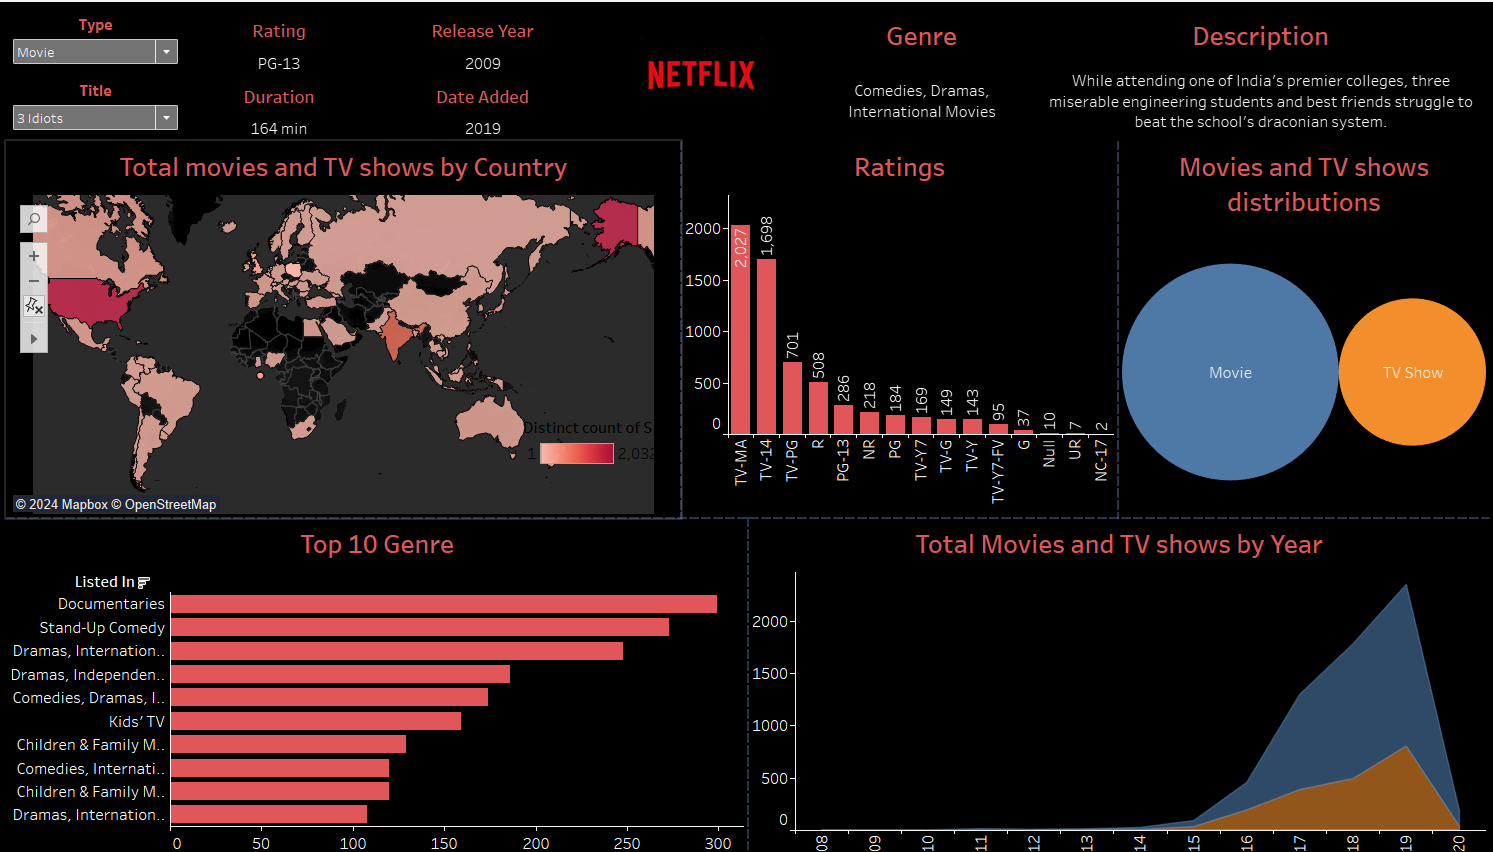 Type
Movie
Title
3 Idiots
Rating
PG-13
Duration
164 min
Release Year
2009
Date Added
2019
NETFLIX
Genre
Comedies, Dramas,
International Movies
Description
While attending one of India’s premier colleges, three
miserable engineering students and best friends struggle to
beat the school’s draconian system.
Total movies and TV shows by Country
Distinct count of S
1
2,032
© 2024 Mapbox © OpenStreetMap
Ratings
2000
1500
1000
500
0
2,027
1,698
701
508
286
218
184
169
149
143
95
37
10
7
2
TV-MA
TV-14
TV-PG
R
PG-13
NR
PG
TV-Y7
TV-G
TV-Y
TV-Y7-FV
G
Null
UR
NC-17
Movies and TV shows
distributions
Movie
TV Show
Top 10 Genre
Listed In
Documentaries
Stand-Up Comedy
Dramas, Internation..
Dramas, Independen..
Comedies, Dramas, I..
Kids’ TV
Children & Family M..
Comedies, Internati..
Children & Family M..
Dramas, Internation..
0
50
100
150
200
250
300
Total Movies and TV shows by Year
2000
1500
1000
500
0
08
09
10
11
12
13
14
15
16
17
18
19
20